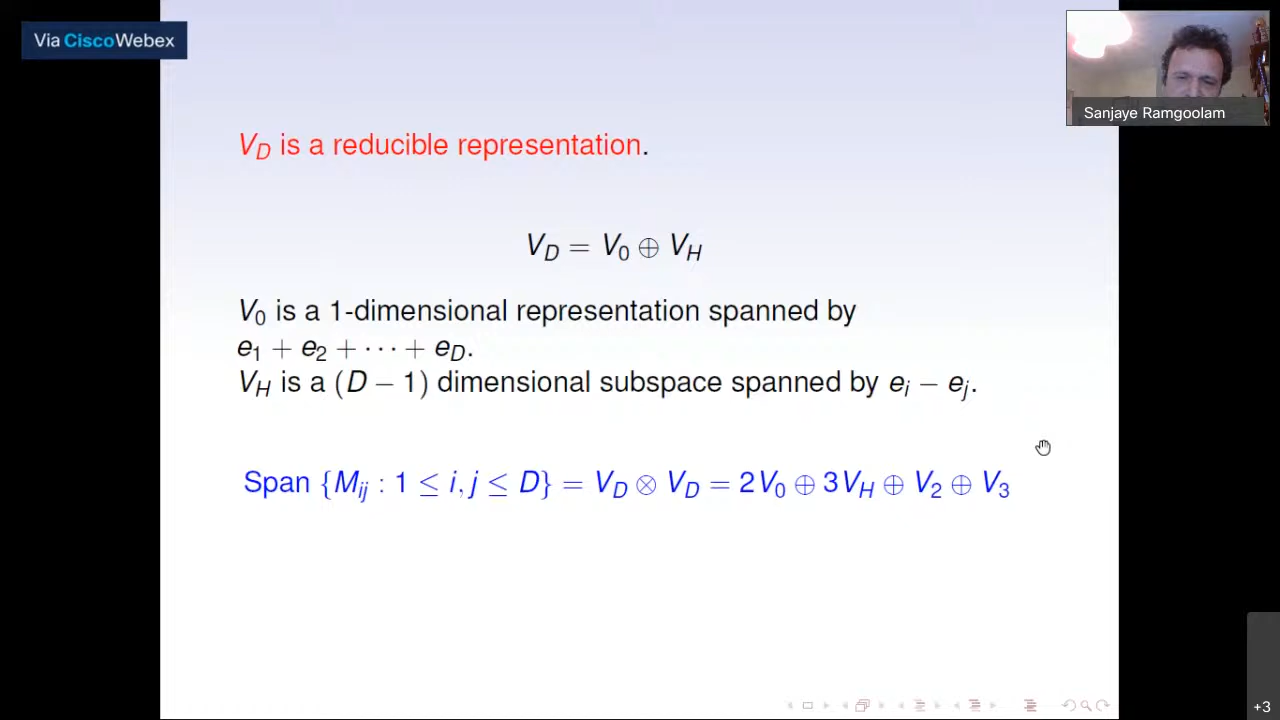 Via CiscoWebex
Sanjaye Ramgoolam
V_D is a reducible representation.
V_D = V_0 ⊕ V_H
V_0 is a 1-dimensional representation spanned by
e_1 + e_2 + ⋯ + e_D.
V_H is a (D − 1) dimensional subspace spanned by e_i − e_j.
Span {M_ij : 1 ≤ i, j ≤ D} = V_D ⊗ V_D = 2V_0 ⊕ 3V_H ⊕ V_2 ⊕ V_3
+3